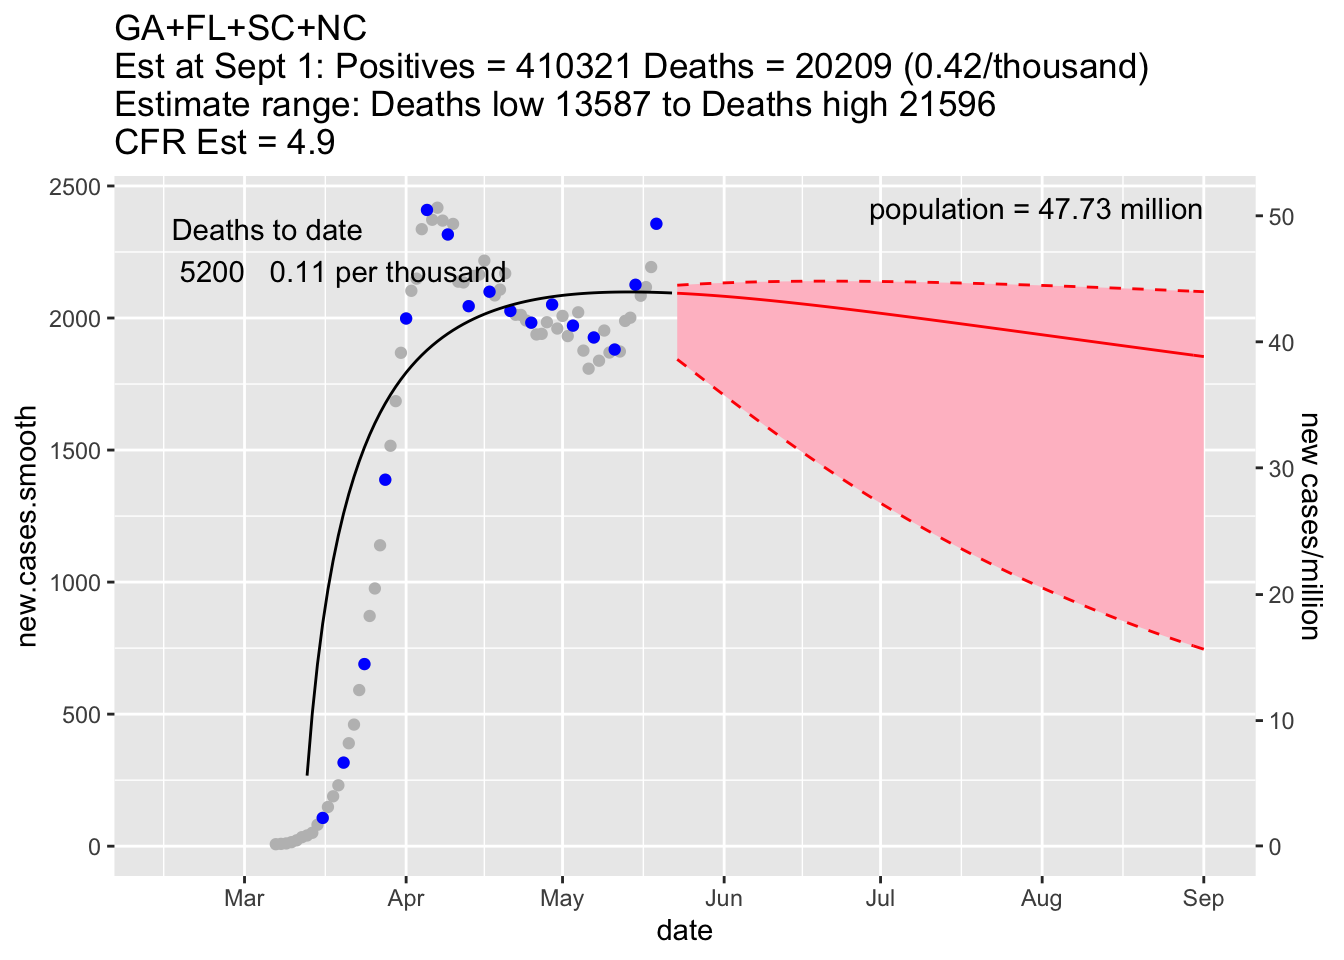 GA+FL+SC+NC
Est at Sept 1: Positives = 410321 Deaths = 20209 (0.42/thousand)
Estimate range: Deaths low 13587 to Deaths high 21596
CFR Est = 4.9
Deaths to date
5200 0.11 per thousand
population = 47.73 million
2500
2000
1500
1000
500
0
new.cases.smooth
50
40
30
20
10
0
new cases/million
Mar Apr May Jun Jul Aug Sep
date